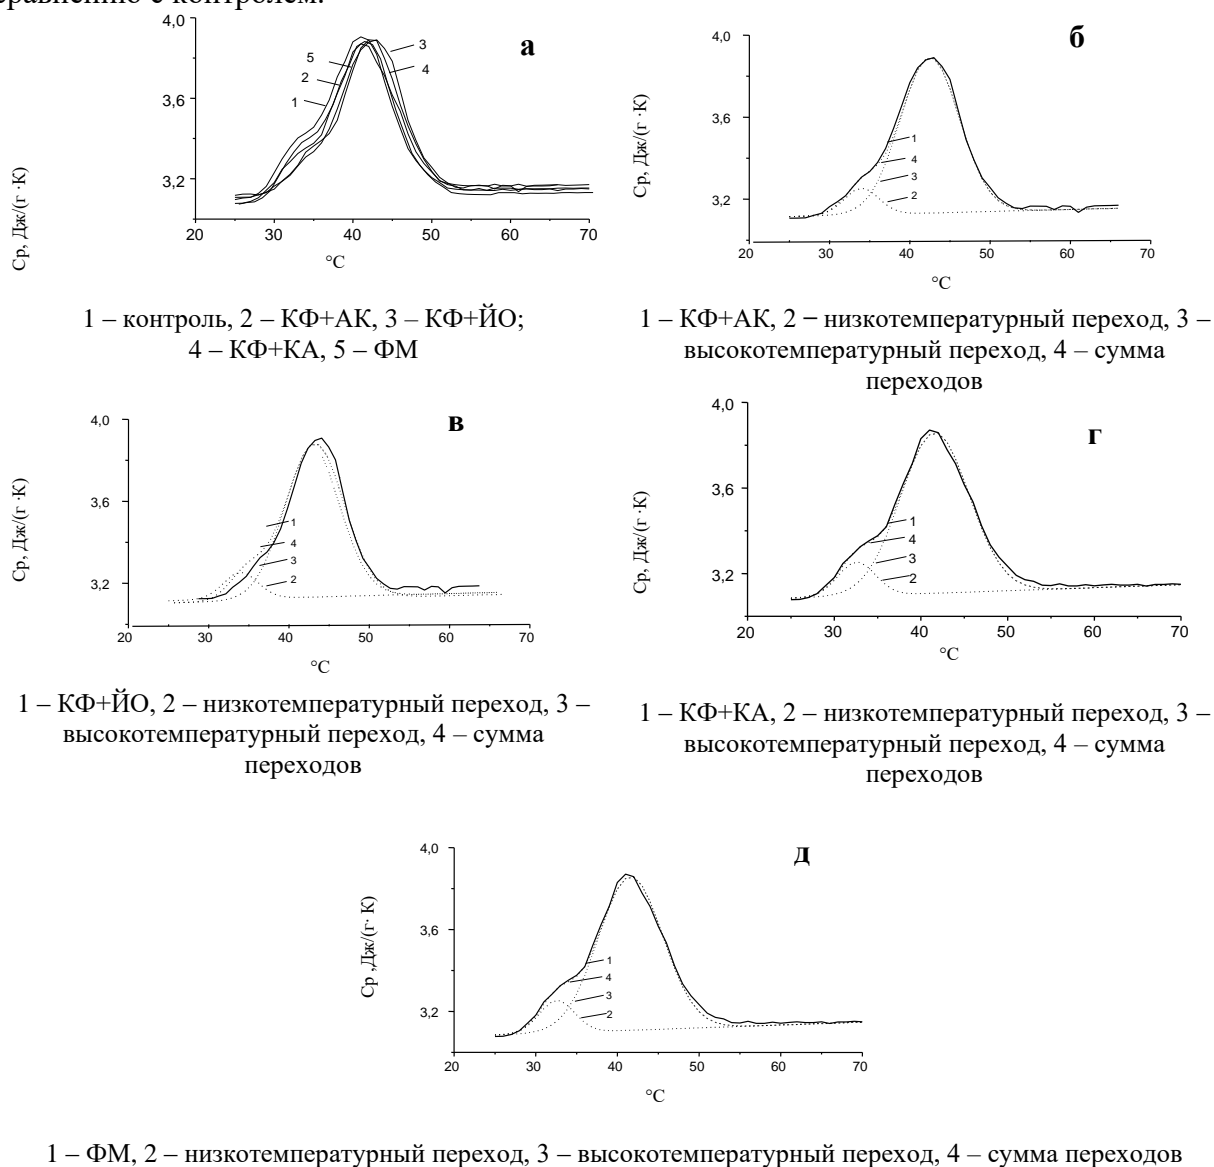 сравнению с контролем.
4,0
3,6
3,2
20 30 40 50 60 70
°C
Ср, Дж/(г ·К)
1
2
5
3
4
а
4,0
3,6
3,2
20 30 40 50 60 70
°C
Ср, Дж/(г ·К)
1
4
3
2
б
1 – контроль, 2 – КФ+АК, 3 – КФ+ЙО;
4 – КФ+КА, 5 – ФМ
1 – КФ+АК, 2 – низкотемпературный переход, 3 –
высокотемпературный переход, 4 – сумма
переходов
4,0
3,6
3,2
20 30 40 50 60 70
°C
Ср, Дж/(г ·К)
1
4
3
2
в
4,0
3,6
3,2
20 30 40 50 60 70
°C
Ср, Дж/(г ·К)
1
4
3
2
г
1 – КФ+ЙО, 2 – низкотемпературный переход, 3 –
высокотемпературный переход, 4 – сумма
переходов
1 – КФ+КА, 2 – низкотемпературный переход, 3 –
высокотемпературный переход, 4 – сумма
переходов
4,0
3,6
3,2
20 30 40 50 60 70
°C
Ср ,Дж/(г· К)
1
4
3
2
д
1 – ФМ, 2 – низкотемпературный переход, 3 – высокотемпературный переход, 4 – сумма переходов